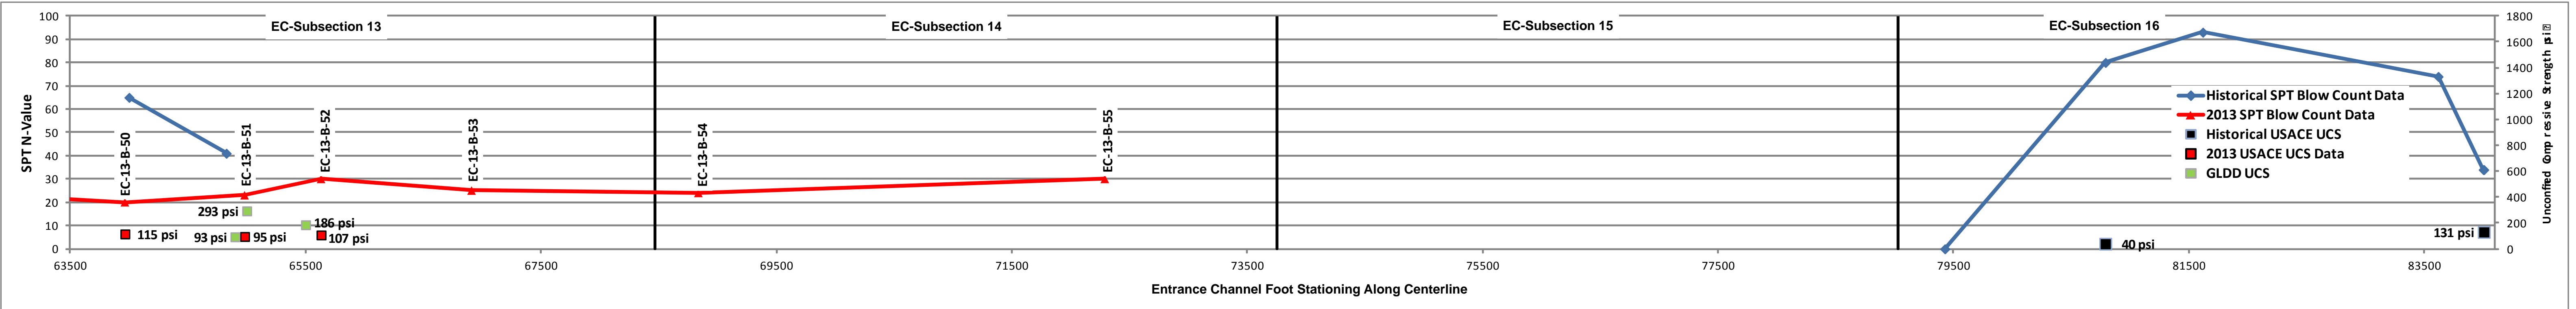 EC-Subsection 13
EC-Subsection 14
EC-Subsection 15
EC-Subsection 16
SPT N-Value
100
90
80
70
60
50
40
30
20
10
0
EC-13-B-50
EC-13-B-51
EC-13-B-52
EC-13-B-53
EC-13-B-54
EC-13-B-55
293 psi
186 psi
115 psi
93 psi
95 psi
107 psi
40 psi
131 psi
Historical SPT Blow Count Data
2013 SPT Blow Count Data
Historical USACE UCS
2013 USACE UCS Data
GLDD UCS
1800
1600
1400
1200
1000
800
600
400
200
0
Unconfined Compressive Strength psi
63500
65500
67500
69500
71500
73500
75500
77500
79500
81500
83500
Entrance Channel Foot Stationing Along Centerline